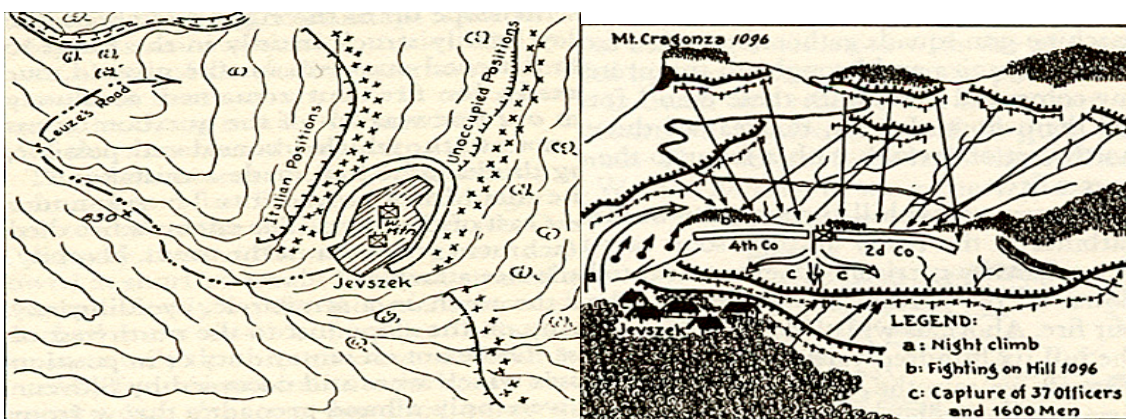 Leure's
Road
830
Italian Positions
Unoccupied Positions
Jevszek
Mt. Cragonza 1096
b
4th Co
2d Co
a
c
c
Jevszek
LEGEND:
a: Night climb
b: Fighting on Hill 1096
c: Capture of 37 Officers
and 1600 Men